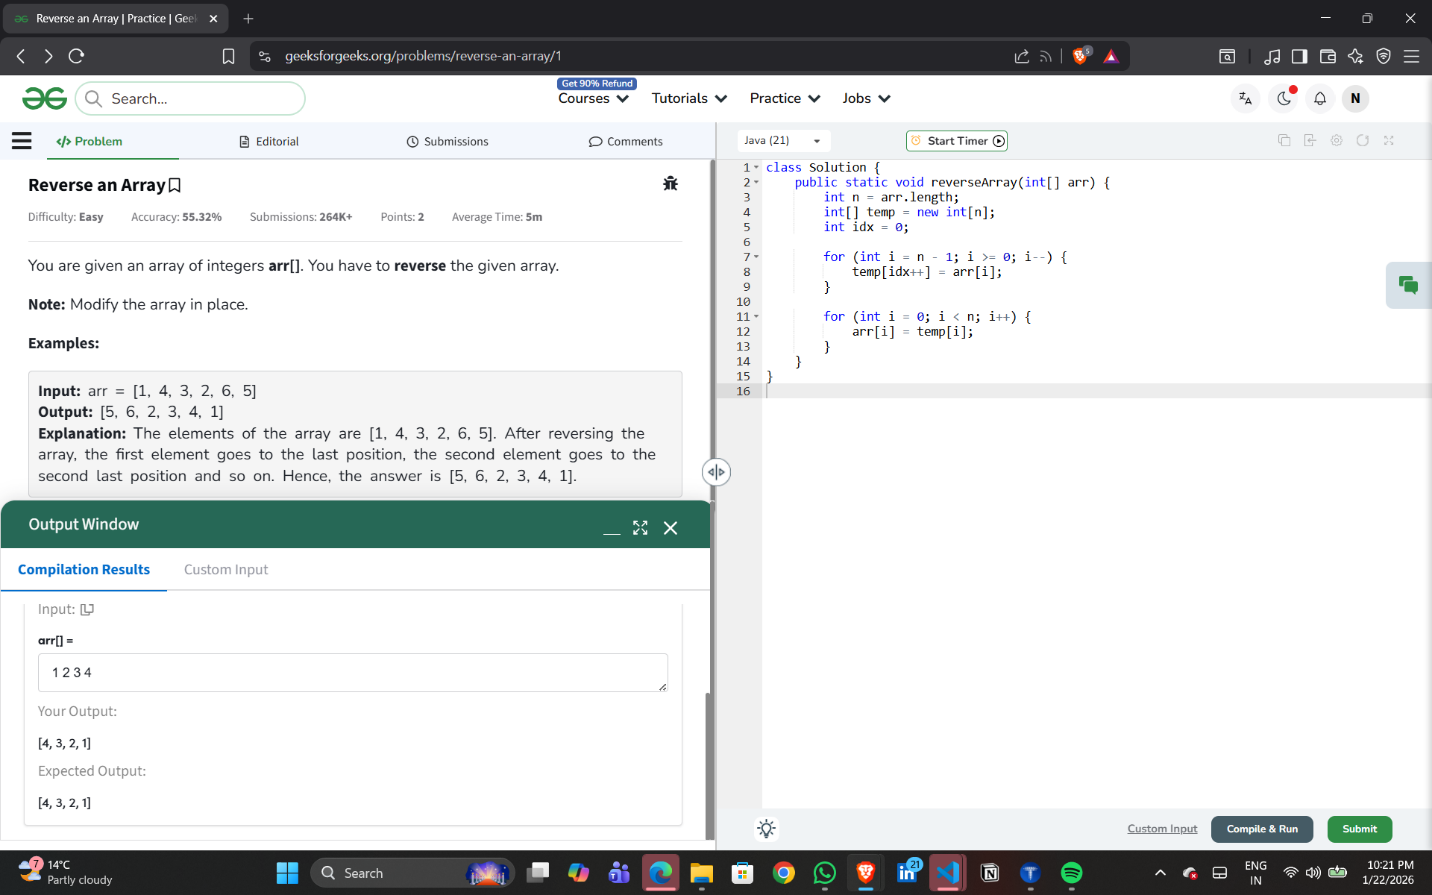 Reverse an Array | Practice | Geek
geeksforgeeks.org/problems/reverse-an-array/1
5
Search...
Get 90% Refund
Courses
Tutorials
Practice
Jobs
N
</> Problem
Editorial
Submissions
Comments
Java (21)
Start Timer
Reverse an Array
Difficulty: Easy
Accuracy: 55.32%
Submissions: 264K+
Points: 2
Average Time: 5m
You are given an array of integers arr[]. You have to reverse the given array.
Note: Modify the array in place.
Examples:
Input: arr = [1, 4, 3, 2, 6, 5]
Output: [5, 6, 2, 3, 4, 1]
Explanation: The elements of the array are [1, 4, 3, 2, 6, 5]. After reversing the
array, the first element goes to the last position, the second element goes to the
second last position and so on. Hence, the answer is [5, 6, 2, 3, 4, 1].
Output Window
Compilation Results
Custom Input
Input:
arr[] =
1 2 3 4
Your Output:
[4, 3, 2, 1]
Expected Output:
[4, 3, 2, 1]
1 class Solution {
2 public static void reverseArray(int[] arr) {
3 int n = arr.length;
4 int[] temp = new int[n];
5 int idx = 0;
6
7 for (int i = n - 1; i >= 0; i--) {
8 temp[idx++] = arr[i];
9 }
10
11 for (int i = 0; i < n; i++) {
12 arr[i] = temp[i];
13 }
14 }
15 }
16
Custom Input
Compile & Run
Submit
7
14°C
Partly cloudy
Search
21
ENG
IN
10:21 PM
1/22/2026